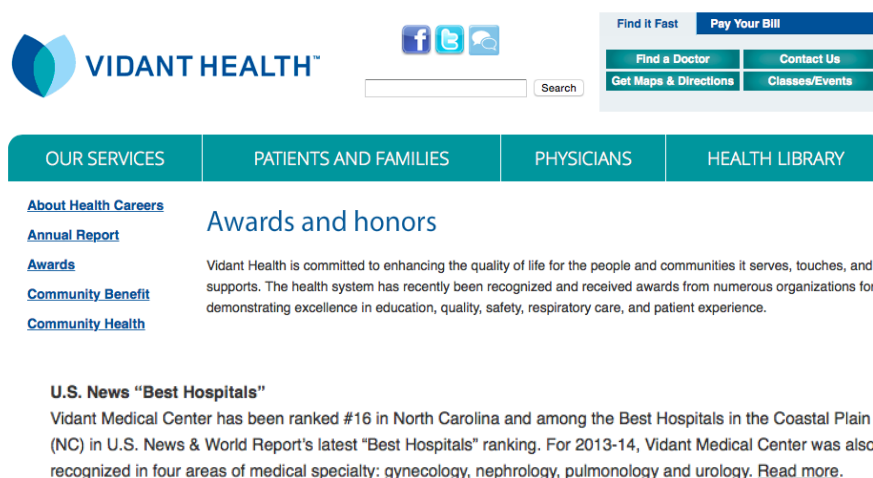 Find it Fast Pay Your Bill
VIDANT HEALTH™
Search
Find a Doctor Contact Us
Get Maps & Directions Classes/Events
OUR SERVICES PATIENTS AND FAMILIES PHYSICIANS HEALTH LIBRARY
About Health Careers
Annual Report
Awards
Community Benefit
Community Health
Awards and honors
Vidant Health is committed to enhancing the quality of life for the people and communities it serves, touches, and
supports. The health system has recently been recognized and received awards from numerous organizations for
demonstrating excellence in education, quality, safety, respiratory care, and patient experience.
U.S. News “Best Hospitals”
Vidant Medical Center has been ranked #16 in North Carolina and among the Best Hospitals in the Coastal Plain
(NC) in U.S. News & World Report’s latest “Best Hospitals” ranking. For 2013-14, Vidant Medical Center was also
recognized in four areas of medical specialty: gynecology, nephrology, pulmonology and urology. Read more.